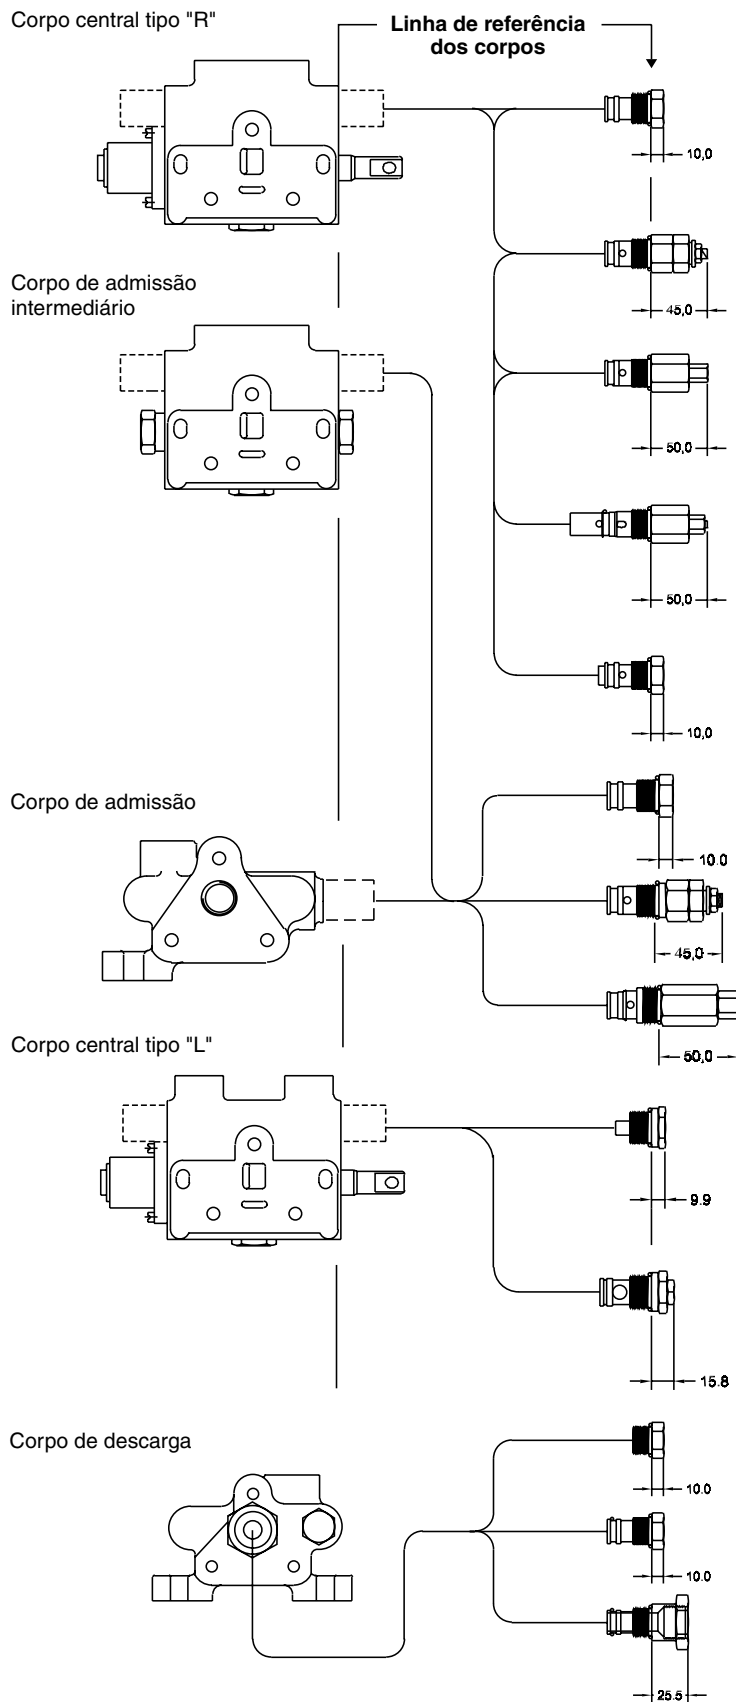 Corpo central tipo "R"
Linha de referência
dos corpos
10,0
Corpo de admissão
intermediário
45,0
50,0
50,0
10,0
Corpo de admissão
10.0
45,0
50,0
Corpo central tipo "L"
9.9
15.8
Corpo de descarga
10.0
10.0
25.5